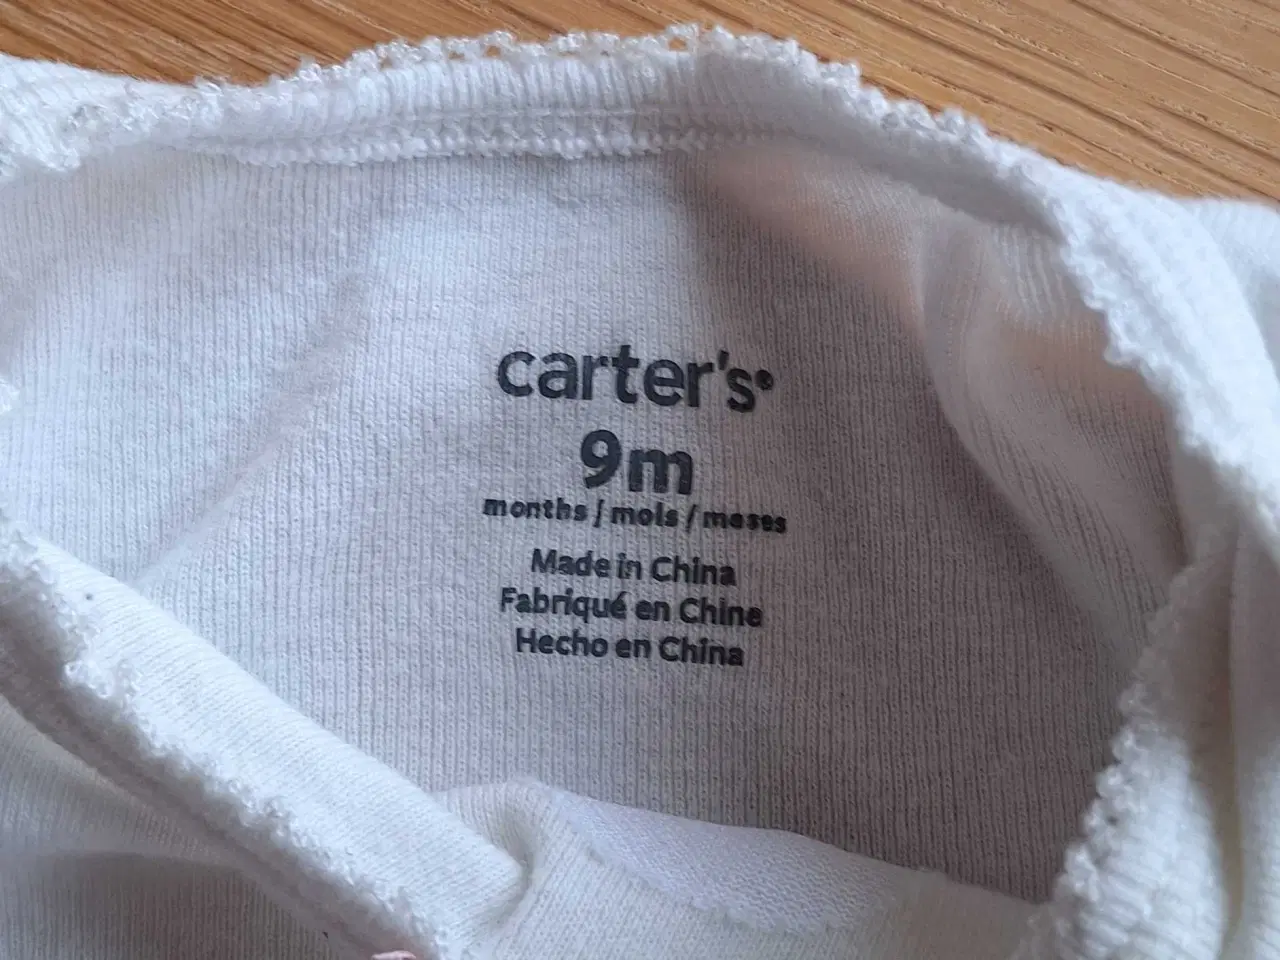 carter's®
9m
months / mois / meses
Made in China
Fabriqué en Chine
Hecho en China